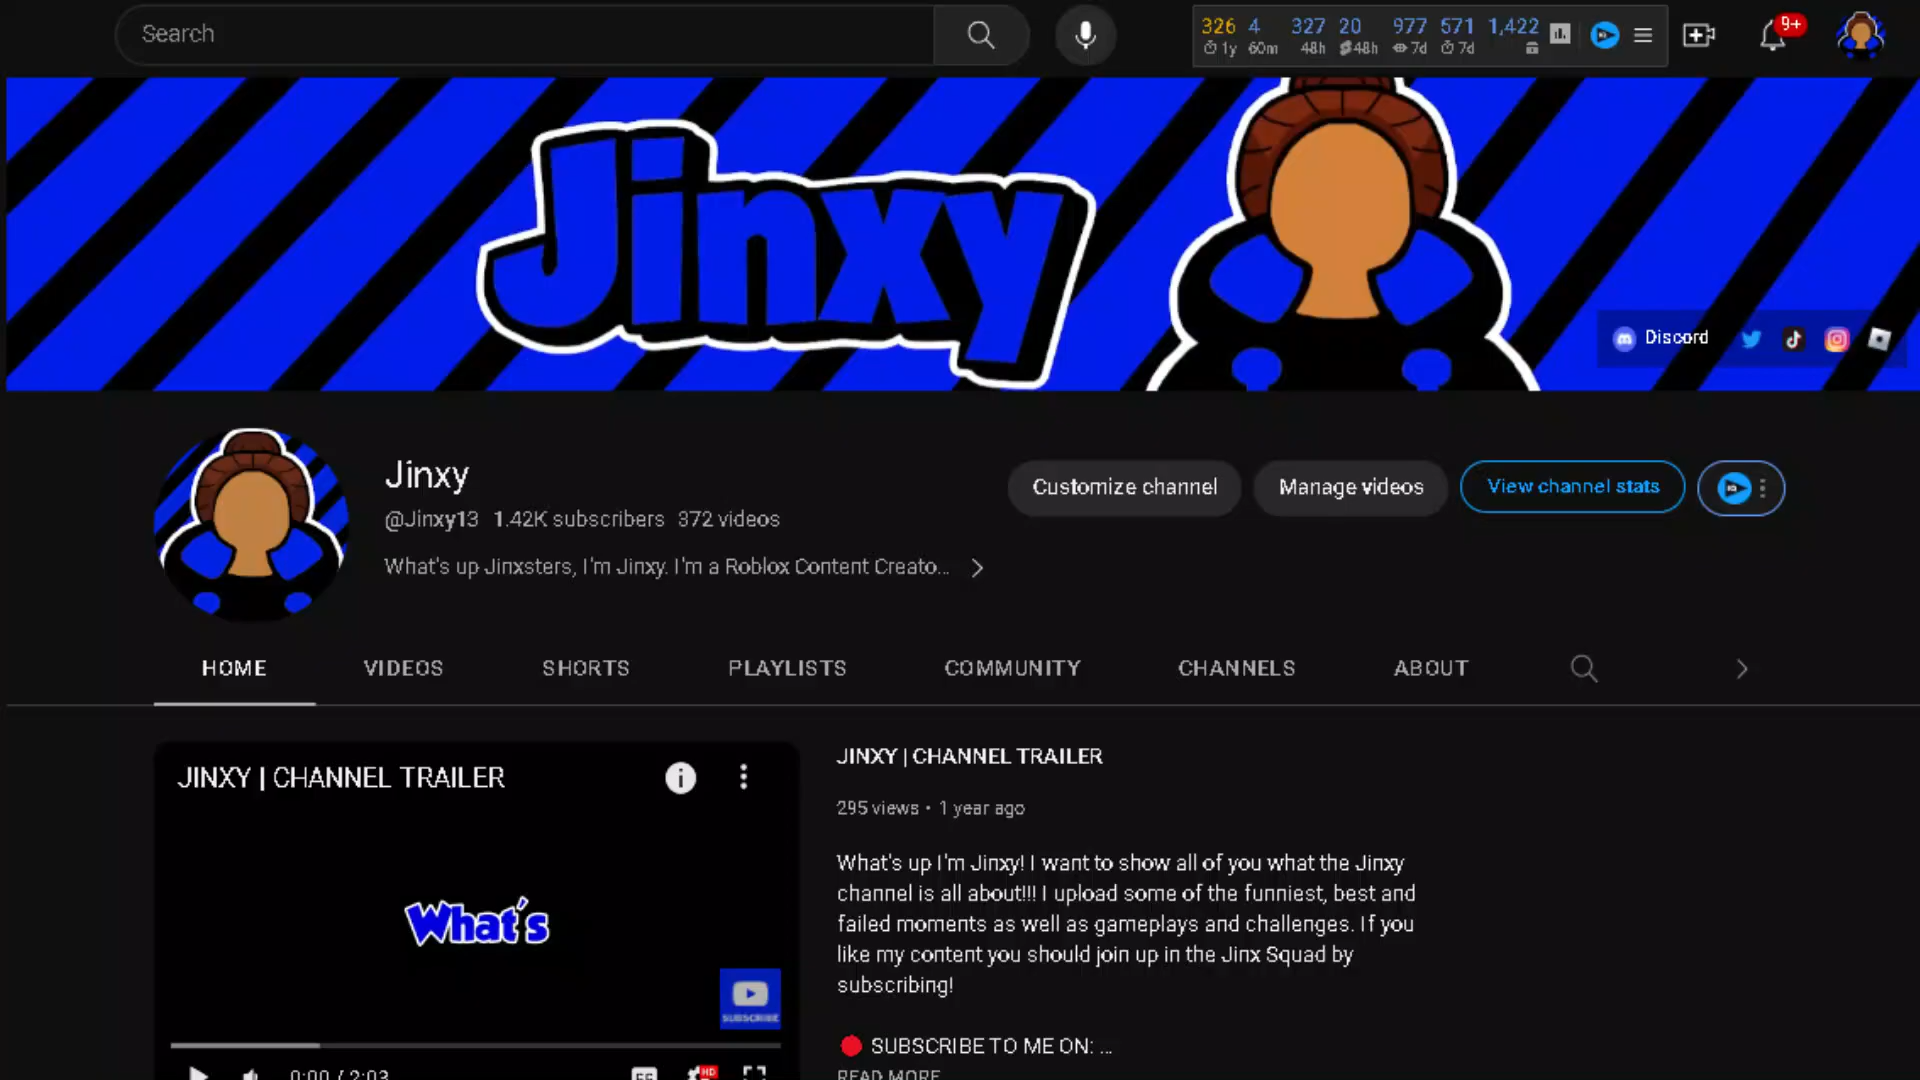 Search
326 4 327 20 977 571 1,422
1y 60m 48h 48h 7d 7d
9+
Jinxy
Discord
Jinxy
@Jinxy13 1.42K subscribers 372 videos
What's up Jinxsters, I'm Jinxy. I'm a Roblox Content Creato...
Customize channel
Manage videos
View channel stats
HOME VIDEOS SHORTS PLAYLISTS COMMUNITY CHANNELS ABOUT
JINXY | CHANNEL TRAILER
What's
SUBSCRIBE
0:00 / 2:03
CC
HD
JINXY | CHANNEL TRAILER
295 views • 1 year ago
What's up I'm Jinxy! I want to show all of you what the Jinxy
channel is all about!!! I upload some of the funniest, best and
failed moments as well as gameplays and challenges. If you
like my content you should join up in the Jinx Squad by
subscribing!
SUBSCRIBE TO ME ON: ...
READ MORE